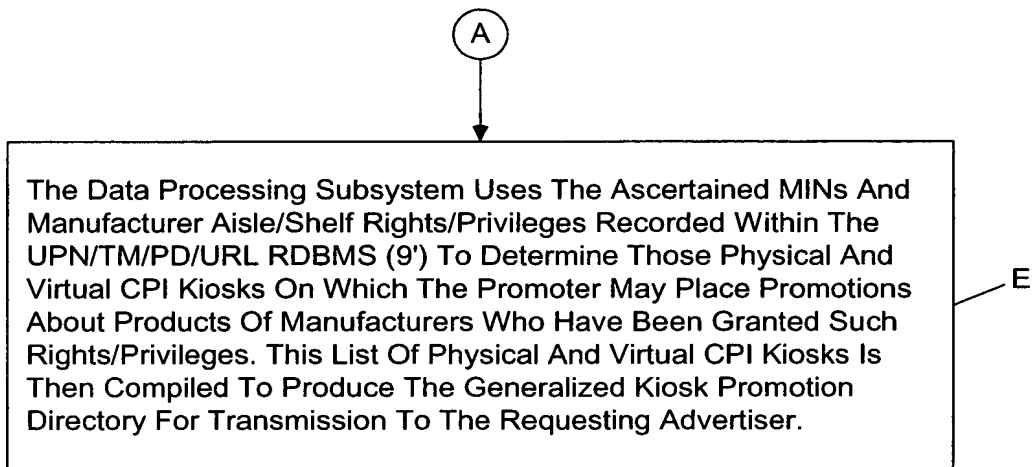 A
The Data Processing Subsystem Uses The Ascertained MINs And
Manufacturer Aisle/Shelf Rights/Privileges Recorded Within The
UPN/TM/PD/URL RDBMS (9') To Determine Those Physical And
Virtual CPI Kiosks On Which The Promoter May Place Promotions
About Products Of Manufacturers Who Have Been Granted Such
Rights/Privileges. This List Of Physical And Virtual CPI Kiosks Is
Then Compiled To Produce The Generalized Kiosk Promotion
Directory For Transmission To The Requesting Advertiser.
E